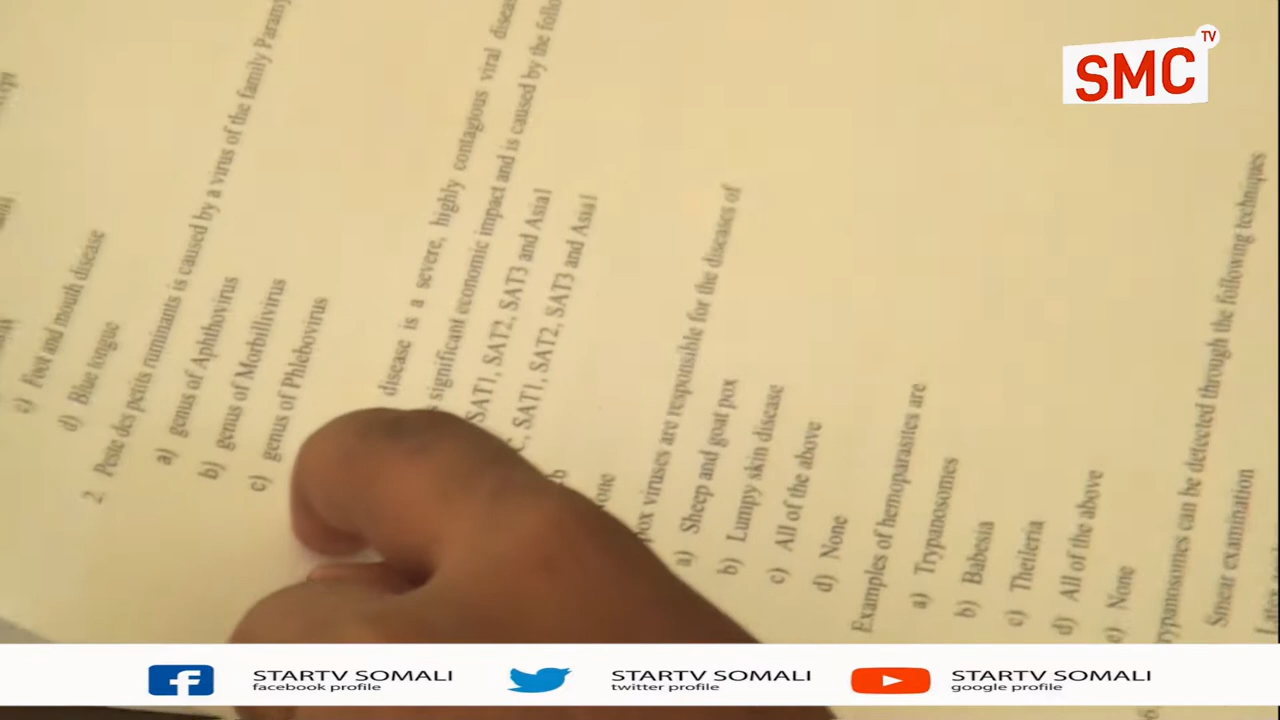 SMC TV
c) Foot and mouth disease
d) Blue tongue
2. Peste des petits ruminants is caused by a virus of the family
a) genus of Aphthovirus
b) genus of Morbillivirus
c) genus of Phlebovirus
disease is a severe, highly contagious viral
significant economic impact and is caused by the
SAT1, SAT2, SAT3 and Asia1
C, SAT1, SAT2, SAT3 and Asia1
pox viruses are responsible for the diseases of
a) Sheep and goat pox
b) Lumpy skin disease
c) All of the above
d) None
Examples of hemoparasites are
a) Trypanosomes
b) Babesia
c) Theileria
d) All of the above
e) None
rypanosomes can be detected through the following techniques
Smear examination
STARTV SOMALI
facebook profile
STARTV SOMALI
twitter profile
STARTV SOMALI
google profile